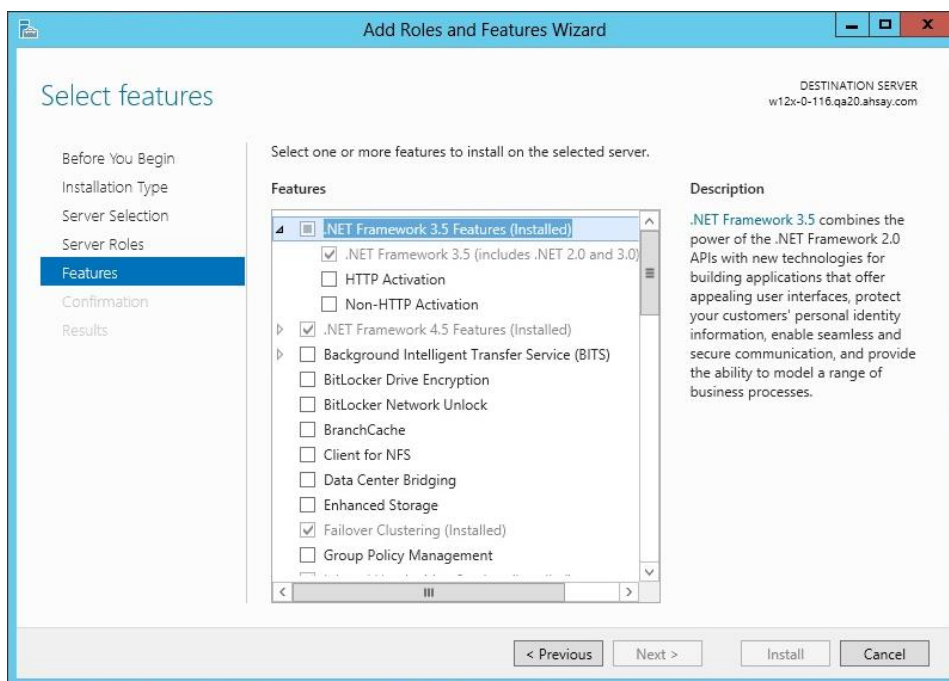 Add Roles and Features Wizard
Select features
DESTINATION SERVER
w12x-0-116.qa20.ahsay.com
Before You Begin
Installation Type
Server Selection
Server Roles
Features
Confirmation
Results
Select one or more features to install on the selected server.
Features
.NET Framework 3.5 Features (Installed)
.NET Framework 3.5 (includes .NET 2.0 and 3.0)
HTTP Activation
Non-HTTP Activation
.NET Framework 4.5 Features (Installed)
Background Intelligent Transfer Service (BITS)
BitLocker Drive Encryption
BitLocker Network Unlock
BranchCache
Client for NFS
Data Center Bridging
Enhanced Storage
Failover Clustering (Installed)
Group Policy Management
Description
.NET Framework 3.5 combines the
power of the .NET Framework 2.0
APIs with new technologies for
building applications that offer
appealing user interfaces, protect
your customers' personal identity
information, enable seamless and
secure communication, and provide
the ability to model a range of
business processes.
< Previous
Next >
Install
Cancel